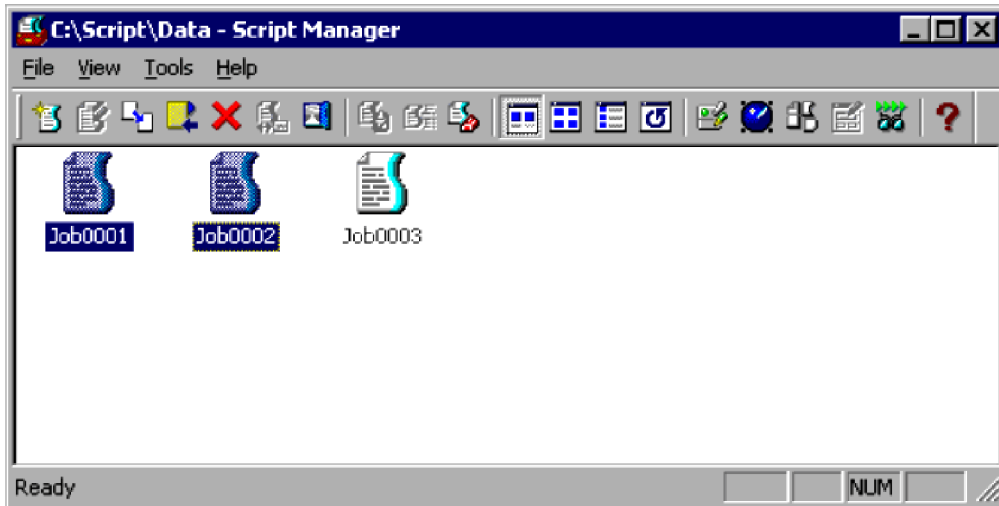 C:\Script\Data - Script Manager
File View Tools Help
Job0001 Job0002 Job0003
Ready NUM